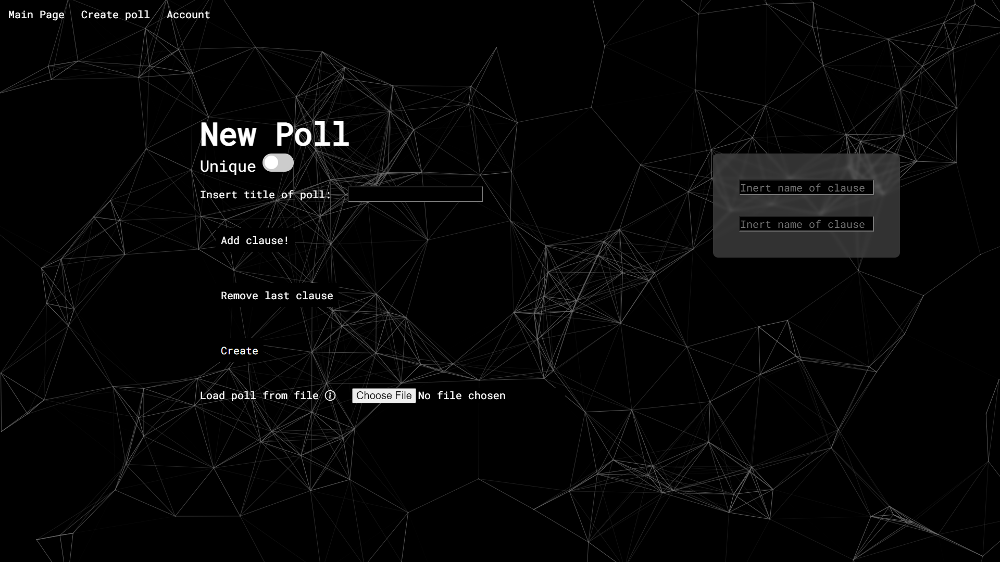 Main Page Create poll Account
New Poll
Unique
Insert title of poll:
Inert name of clause
Inert name of clause
Add clause!
Remove last clause
Create
Load poll from file Choose File No file chosen